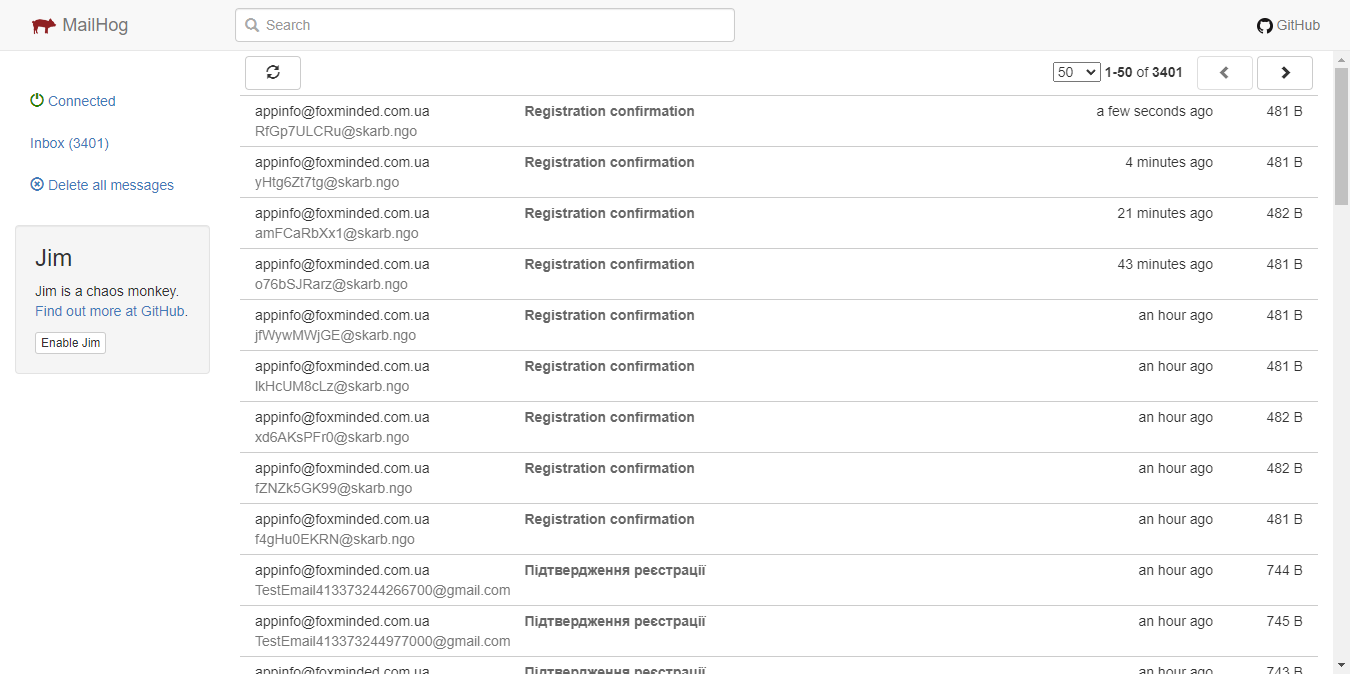 MailHog
Search
GitHub
Connected
Inbox (3401)
Delete all messages
Jim
Jim is a chaos monkey.
Find out more at GitHub.
Enable Jim
50 1-50 of 3401
appinfo@foxminded.com.ua Registration confirmation a few seconds ago 481 B
RfGp7ULCRu@skarb.ngo
appinfo@foxminded.com.ua Registration confirmation 4 minutes ago 481 B
yHtg6Zt7tg@skarb.ngo
appinfo@foxminded.com.ua Registration confirmation 21 minutes ago 482 B
amFCaRbXx1@skarb.ngo
appinfo@foxminded.com.ua Registration confirmation 43 minutes ago 481 B
o76bSJRarz@skarb.ngo
appinfo@foxminded.com.ua Registration confirmation an hour ago 481 B
jfWywMWjGE@skarb.ngo
appinfo@foxminded.com.ua Registration confirmation an hour ago 481 B
lkHcUM8cLz@skarb.ngo
appinfo@foxminded.com.ua Registration confirmation an hour ago 482 B
xd6AKsPFr0@skarb.ngo
appinfo@foxminded.com.ua Registration confirmation an hour ago 482 B
fZNZk5GK99@skarb.ngo
appinfo@foxminded.com.ua Registration confirmation an hour ago 481 B
f4gHu0EKRN@skarb.ngo
appinfo@foxminded.com.ua Підтвердження реєстрації an hour ago 744 B
TestEmail413373244266700@gmail.com
appinfo@foxminded.com.ua Підтвердження реєстрації an hour ago 745 B
TestEmail413373244977000@gmail.com
appinfo@foxminded.com.ua Підтвердження реєстрації an hour ago 743 B